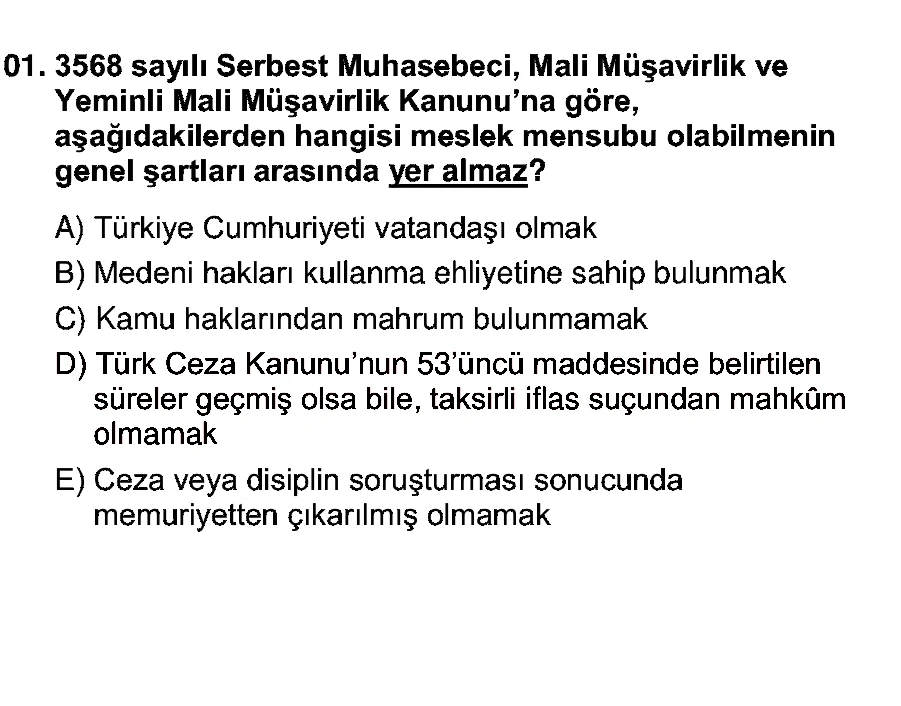 01. 3568 sayılı Serbest Muhasebeci, Mali Müşavirlik ve
Yeminli Mali Müşavirlik Kanunu’na göre,
aşağıdakilerden hangisi meslek mensubu olabilmenin
genel şartları arasında yer almaz?
A) Türkiye Cumhuriyeti vatandaşı olmak
B) Medeni hakları kullanma ehliyetine sahip bulunmak
C) Kamu haklarından mahrum bulunmamak
D) Türk Ceza Kanunu’nun 53’üncü maddesinde belirtilen
süreler geçmiş olsa bile, taksirli iflas suçundan mahkûm
olmamak
E) Ceza veya disiplin soruşturması sonucunda
memuriyetten çıkarılmış olmamak